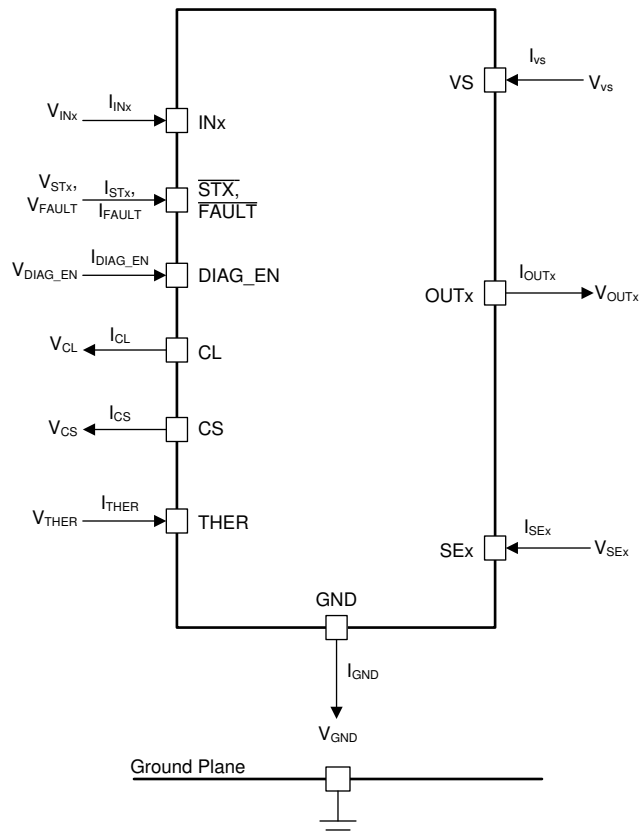 I_vs
VS
V_vs
V_INx
I_INx
INx
V_STx,
V_FAULT
I_STx,
I_FAULT
STX,
FAULT
V_DIAG_EN
I_DIAG_EN
DIAG_EN
I_OUTx
OUTx
V_OUTx
V_CL
I_CL
CL
V_CS
I_CS
CS
V_THER
I_THER
THER
I_SEx
SEx
V_SEx
GND
I_GND
V_GND
Ground Plane